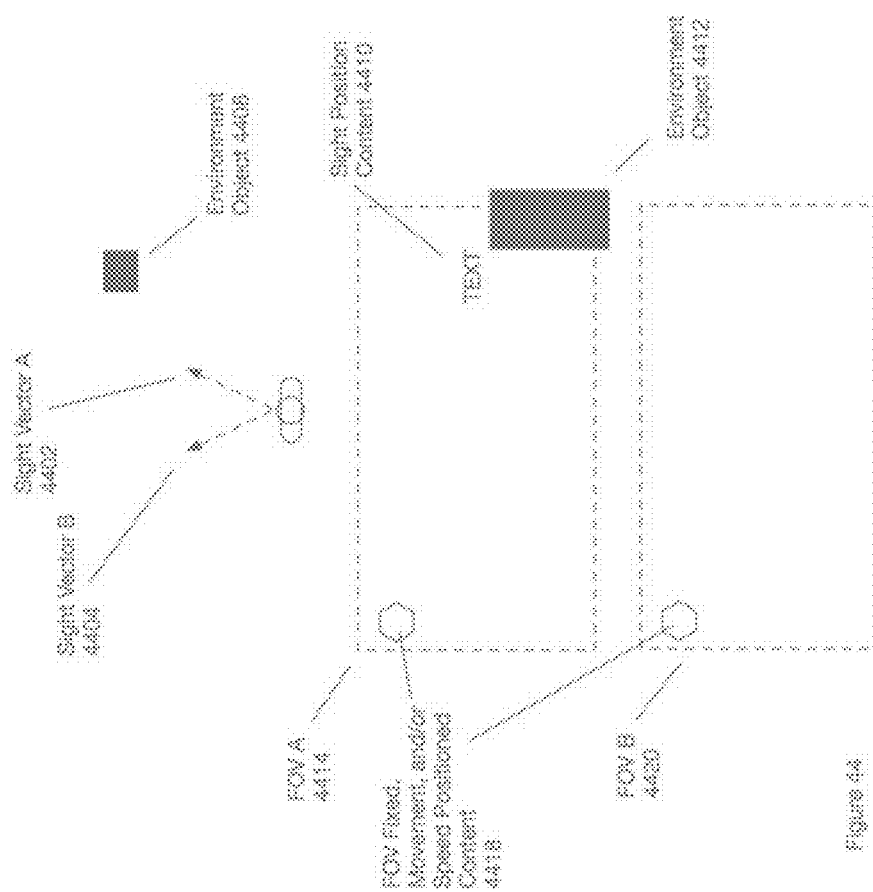 Sight Vector A
4402
Sight Vector B
4404
Environment
Object 4408
FOV A
4414
Sight Position
Content 4410
TEXT
FOV Fixed,
Movement, and/or
Speed Positioned
Content
4418
Environment
Object 4412
FOV B
4420
Figure 44